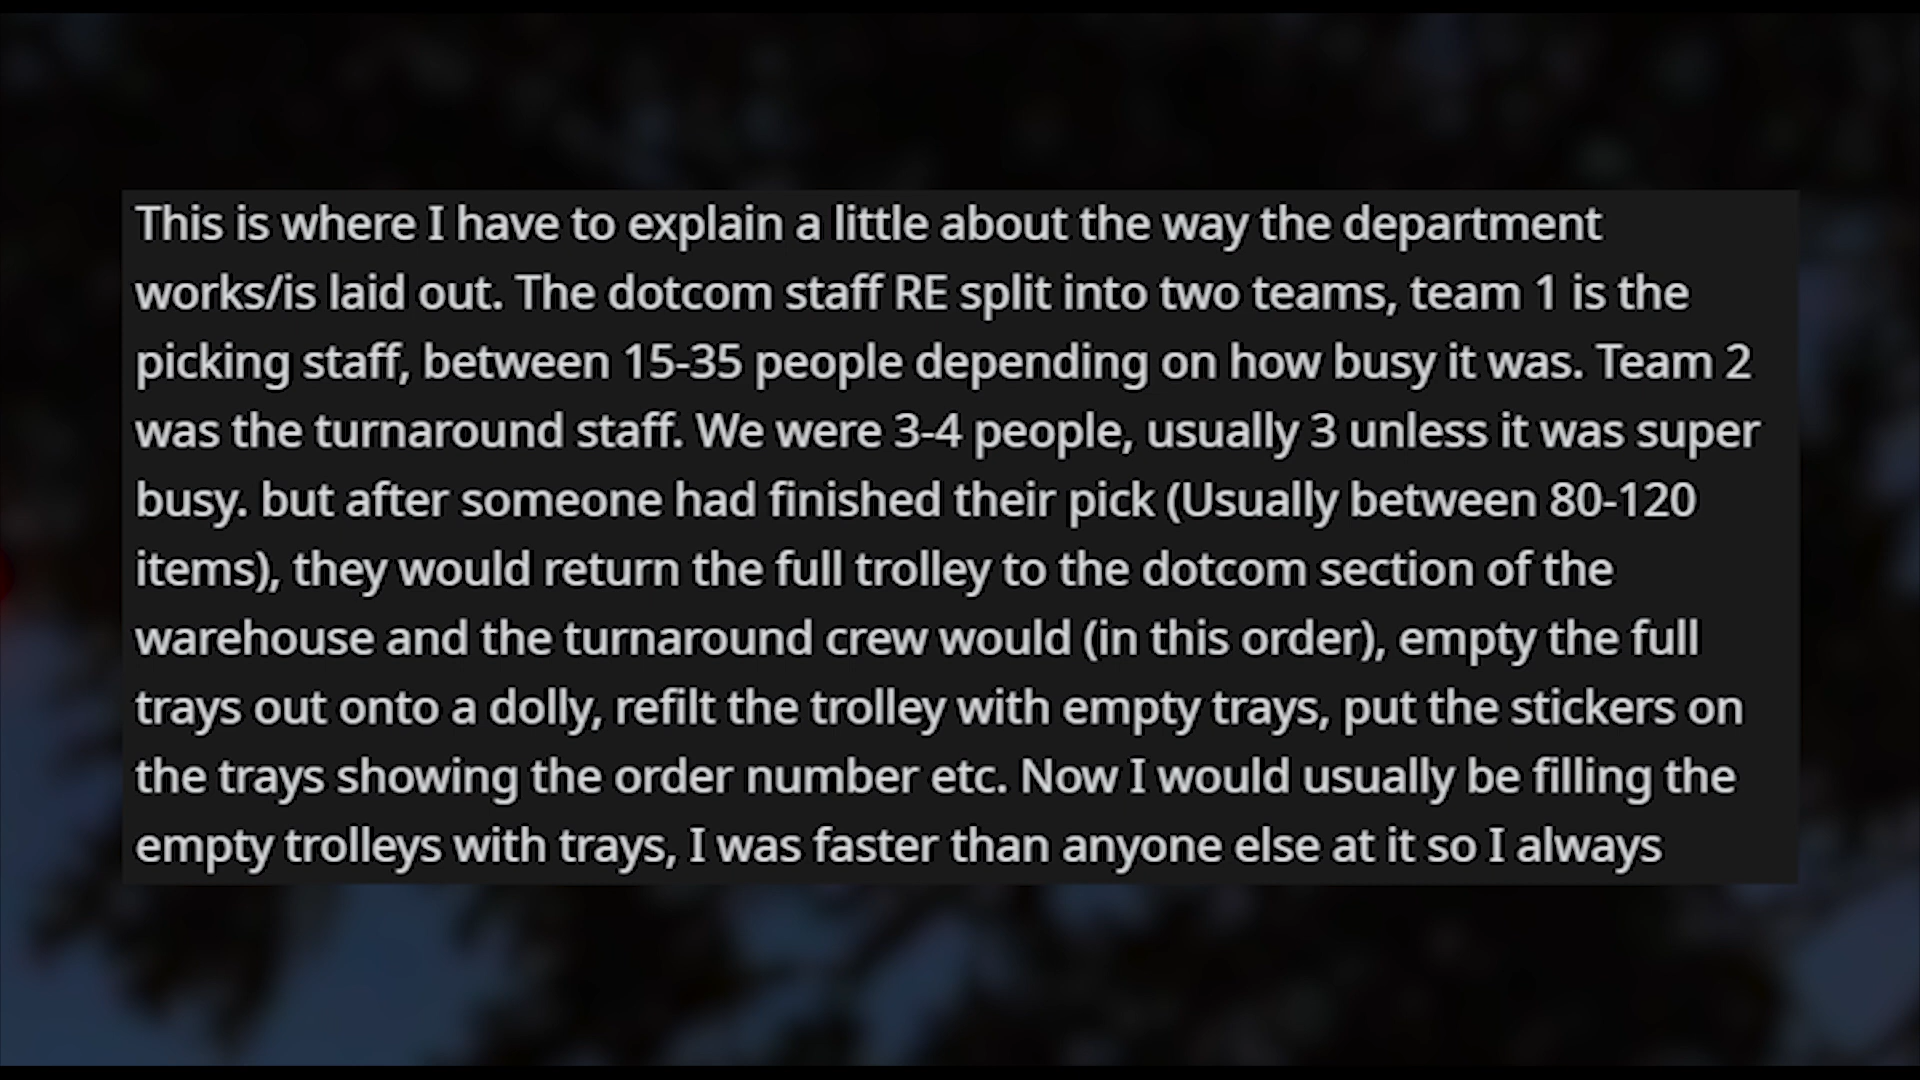 This is where I have to explain a little about the way the department
works/is laid out. The dotcom staff RE split into two teams, team 1 is the
picking staff, between 15-35 people depending on how busy it was. Team 2
was the turnaround staff. We were 3-4 people, usually 3 unless it was super
busy. but after someone had finished their pick (Usually between 80-120
items), they would return the full trolley to the dotcom section of the
warehouse and the turnaround crew would (in this order), empty the full
trays out onto a dolly, refilt the trolley with empty trays, put the stickers on
the trays showing the order number etc. Now I would usually be filling the
empty trolleys with trays, I was faster than anyone else at it so I always